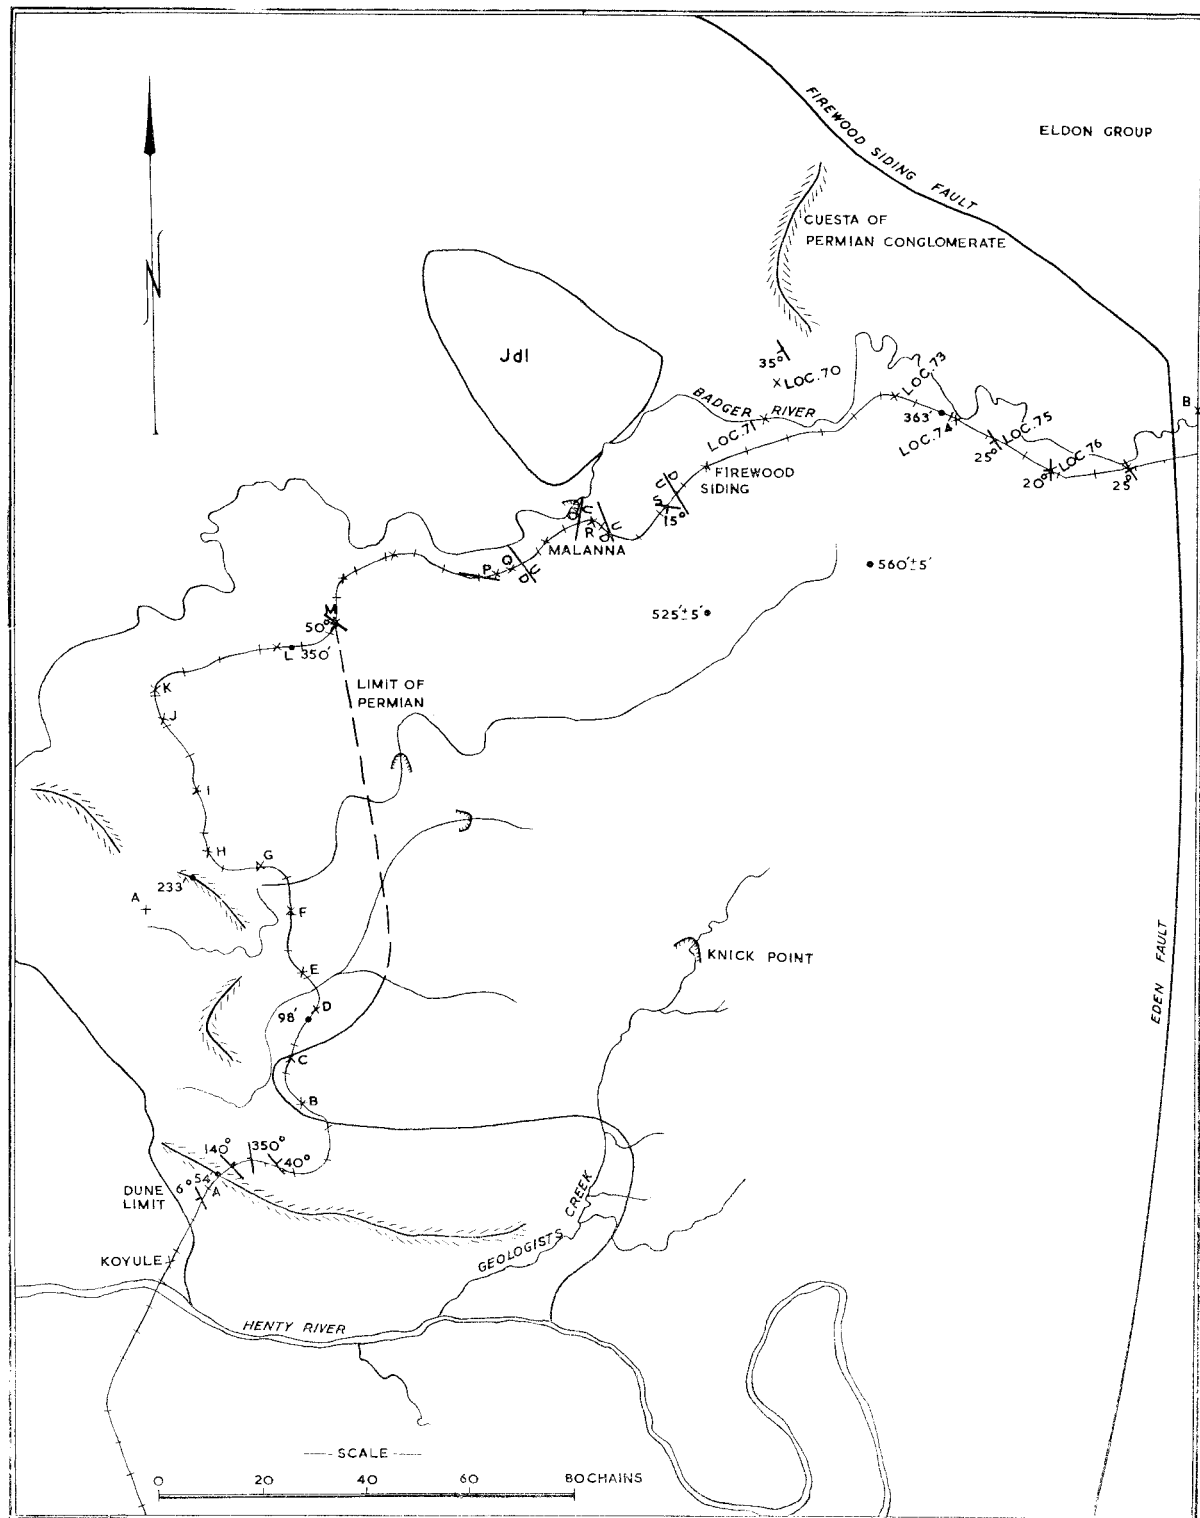 FIREWOOD SIDING FAULT
ELDON GROUP
CUESTA OF
PERMIAN CONGLOMERATE
N
Jdl
35°
LOC.70
BADGER RIVER
LOC.71
LOC.73
363'
LOC.74
B
LOC.75
25°
LOC.76
20°
25°
FIREWOOD
SIDING
U D
S
15°
D U
R
D U
MALANNA
P
Q
D U
560'±5'
525'±5'
M
50°
L 350'
K
J
LIMIT OF
PERMIAN
I
H
G
233'
A
F
E
KNICK POINT
98'
D
C
B
EDEN FAULT
140°
350°
40°
6°
54'
A
DUNE
LIMIT
KOYULE
GEOLOGISTS CREEK
HENTY RIVER
SCALE
0 20 40 60 80CHAINS